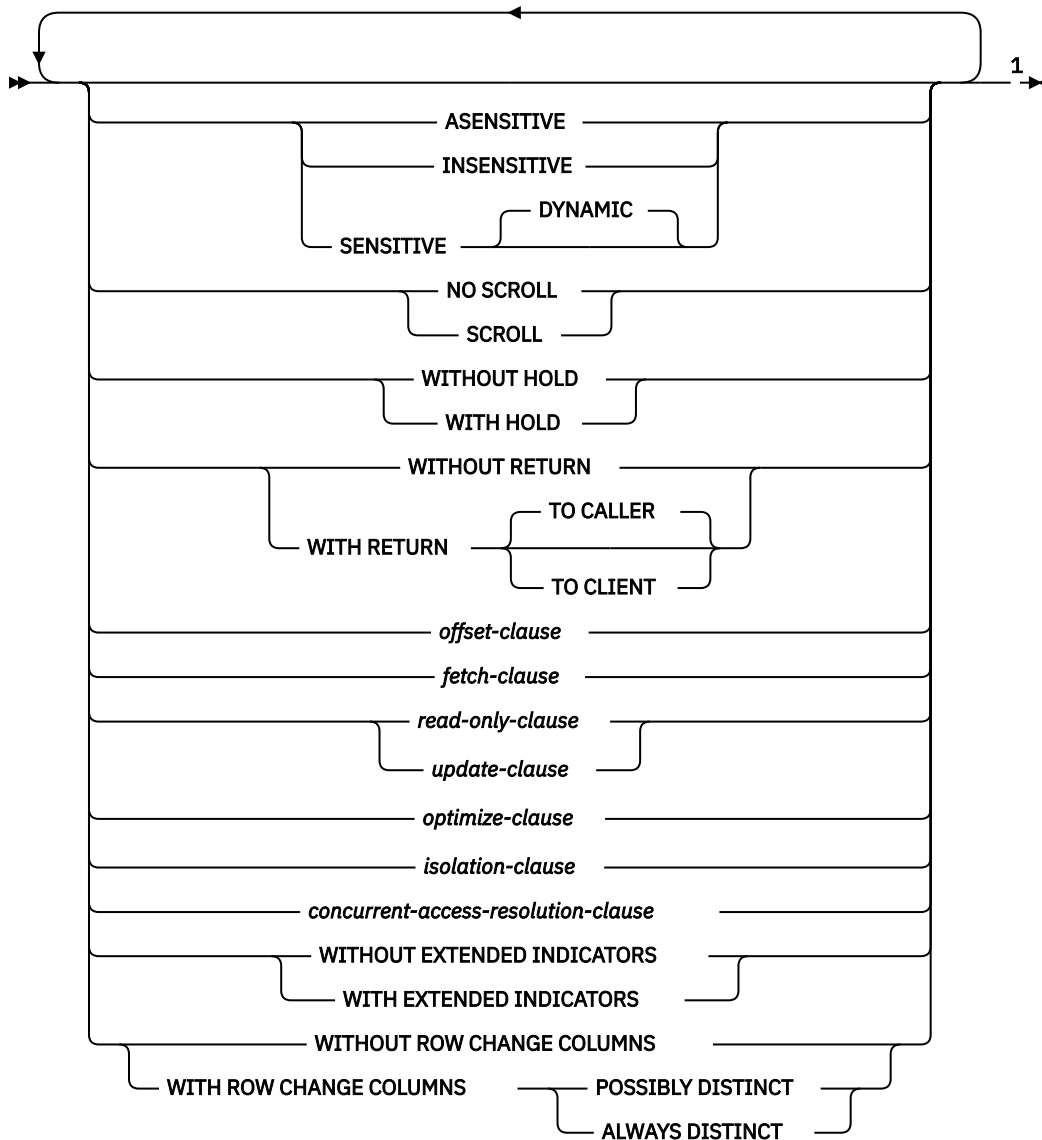 1
ASENSITIVE
INSENSITIVE
DYNAMIC
SENSITIVE
NO SCROLL
SCROLL
WITHOUT HOLD
WITH HOLD
WITHOUT RETURN
TO CALLER
WITH RETURN
TO CLIENT
offset-clause
fetch-clause
read-only-clause
update-clause
optimize-clause
isolation-clause
concurrent-access-resolution-clause
WITHOUT EXTENDED INDICATORS
WITH EXTENDED INDICATORS
WITHOUT ROW CHANGE COLUMNS
WITH ROW CHANGE COLUMNS POSSIBLY DISTINCT
ALWAYS DISTINCT